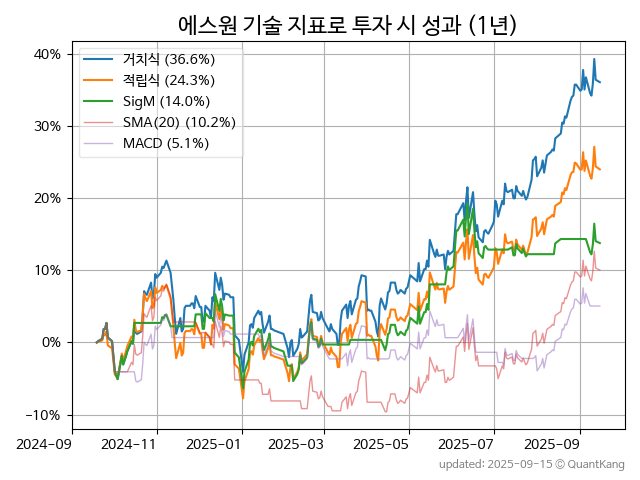 에스원 기술 지표로 투자 시 성과 (1년)
거치식 (36.6%)
적립식 (24.3%)
SigM (14.0%)
SMA(20) (10.2%)
MACD (5.1%)
40%
30%
20%
10%
0%
−10%
2024-09 2024-11 2025-01 2025-03 2025-05 2025-07 2025-09
updated: 2025-09-15 ⓒ QuantKang